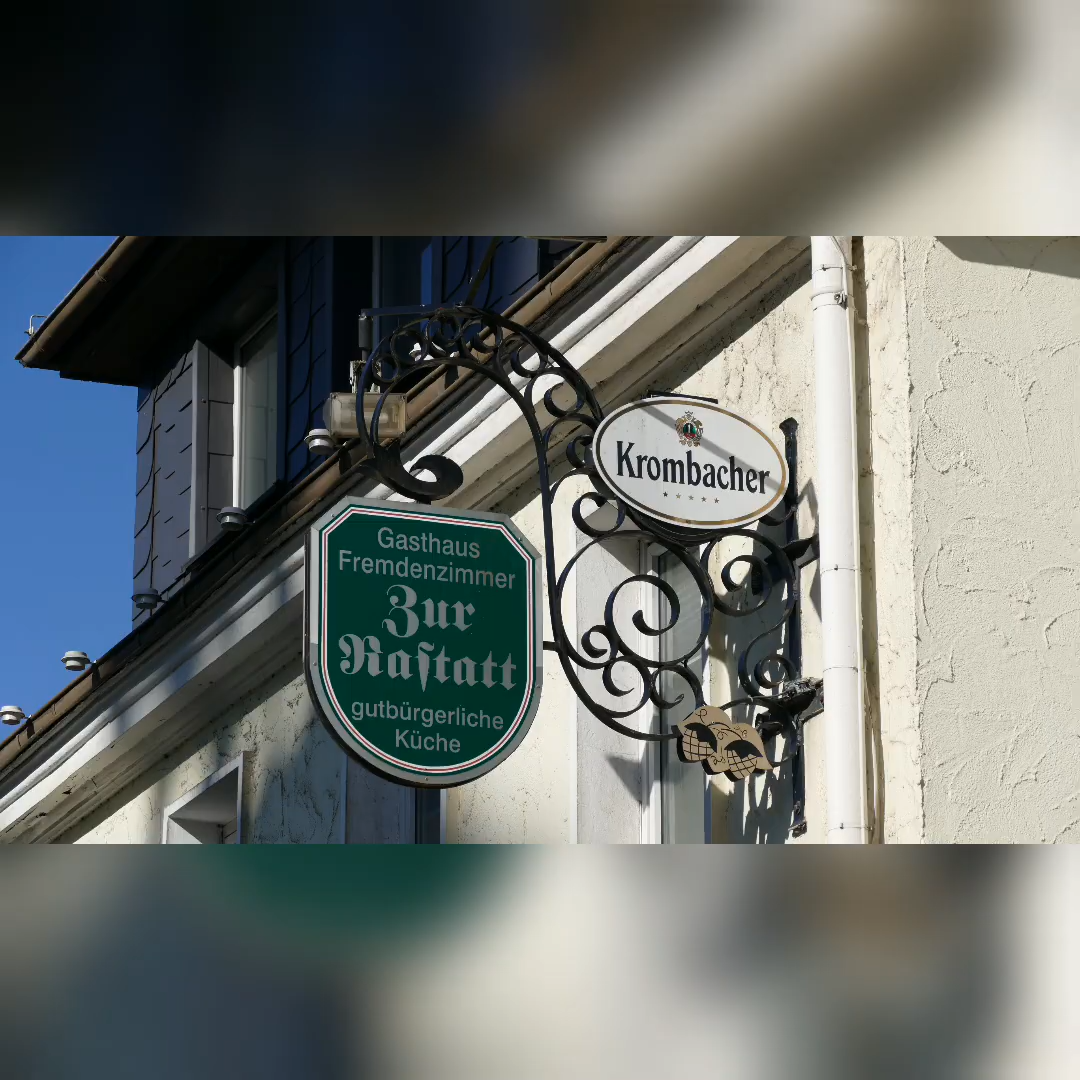 Gasthaus
Fremdenzimmer
Zur
Raſtatt
gutbürgerliche
Küche
Krombacher